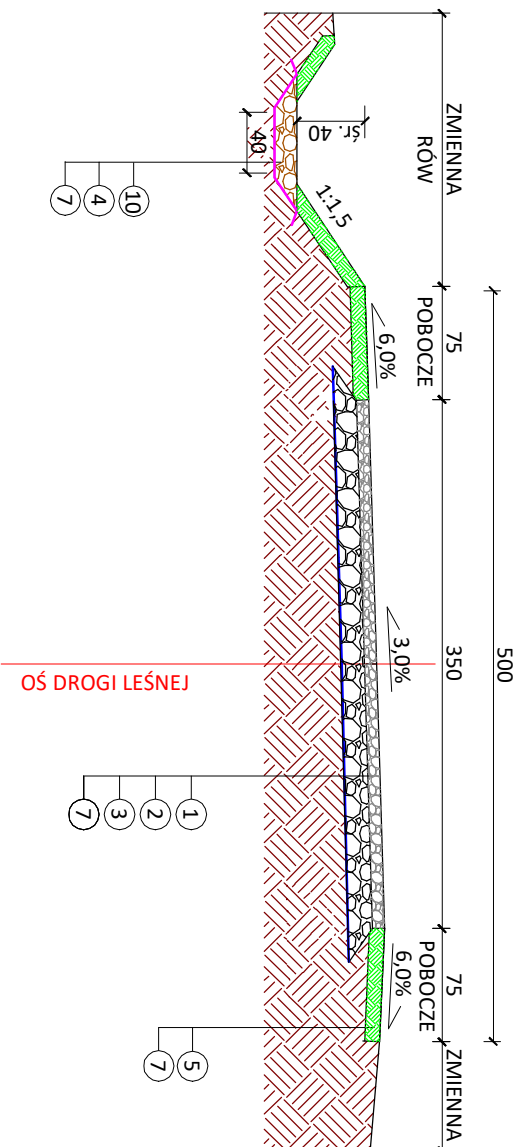 500
ZMIENNA
RÓW
75
POBOCZE
350
75
POBOCZE
ZMIENNA
śr. 40
1:1,5
6,0%
3,0%
6,0%
40
OŚ DROGI LEŚNEJ
10
4
7
1
2
3
7
5
7